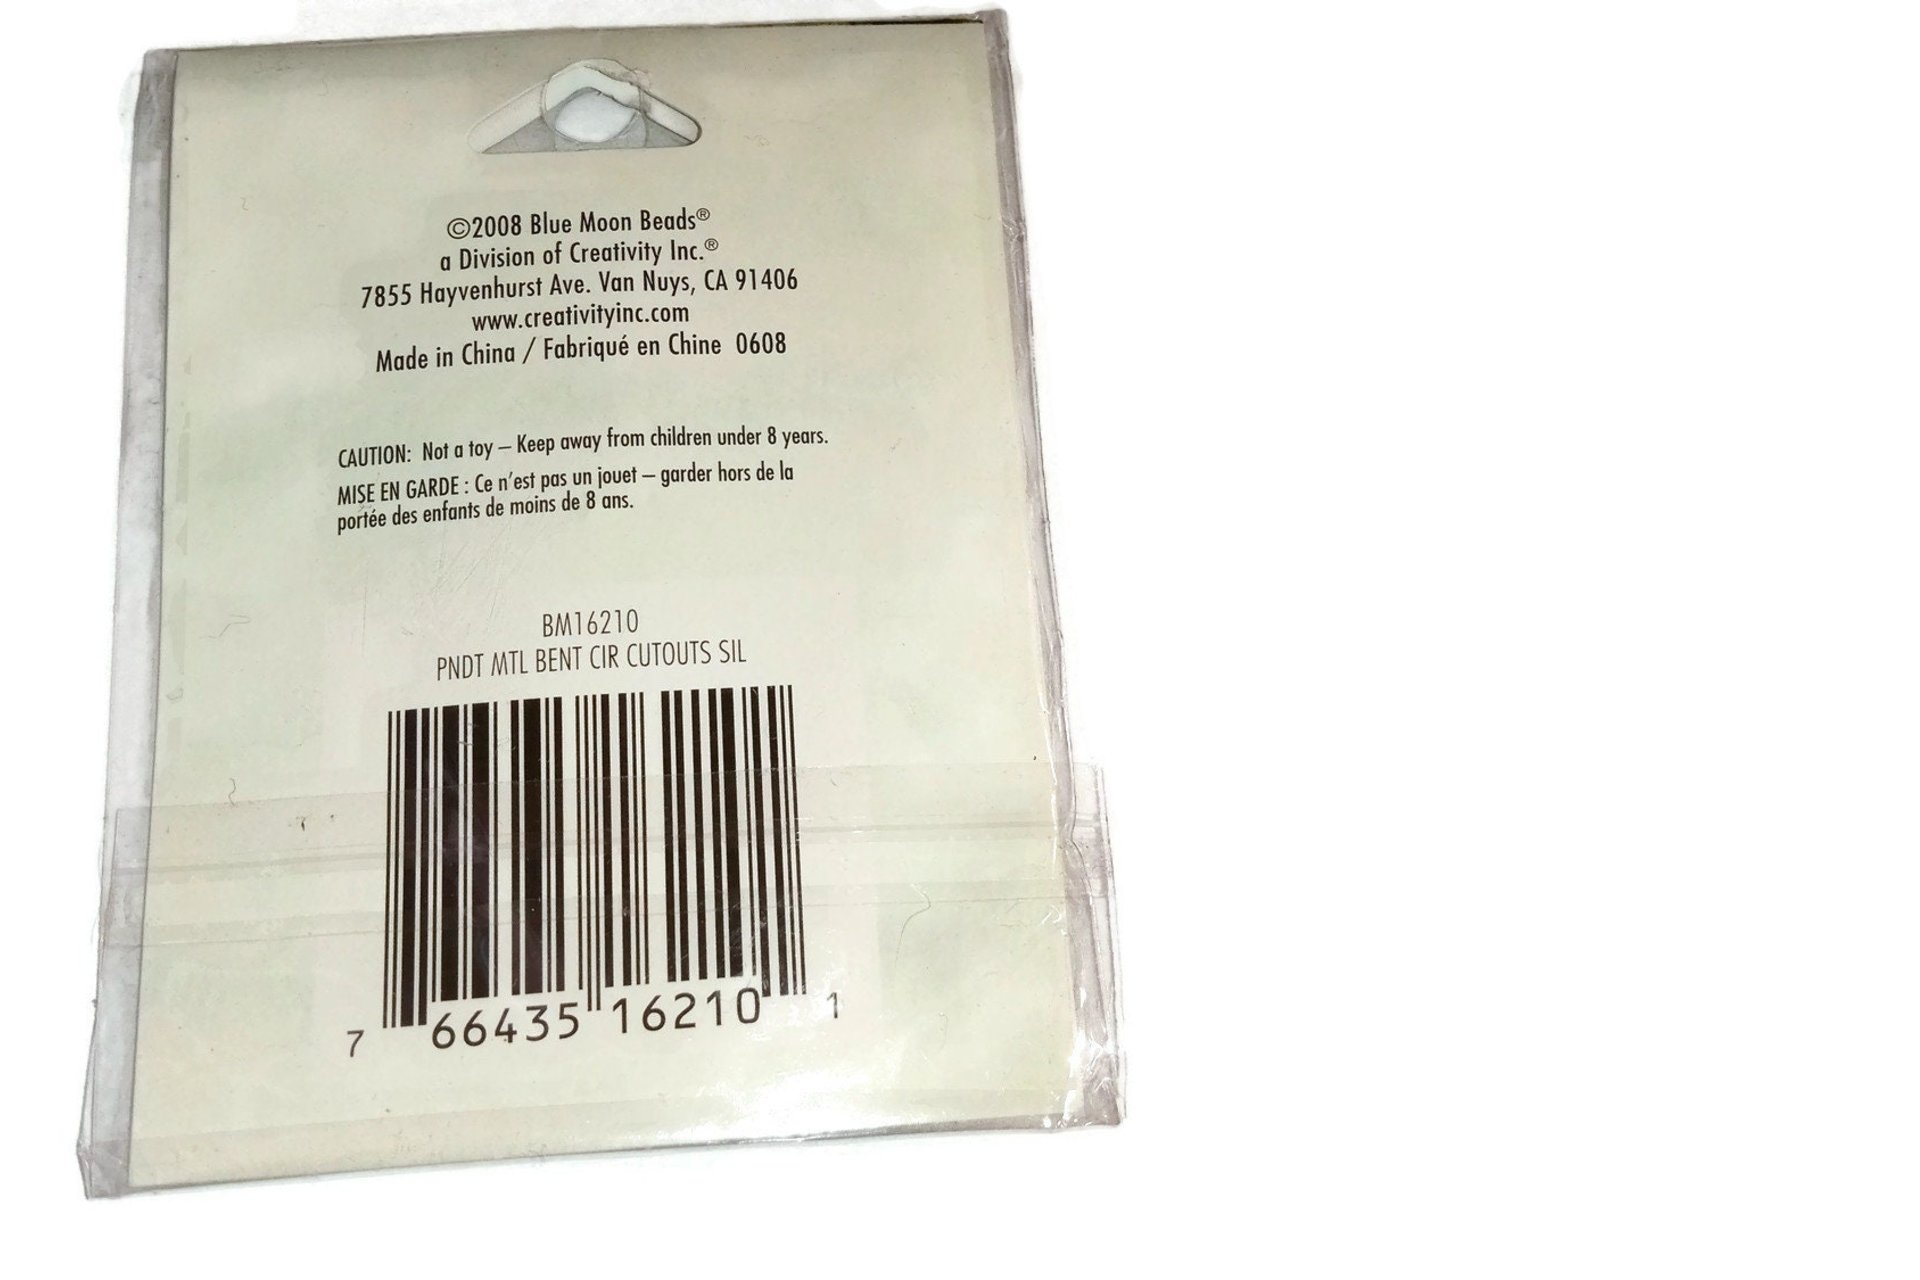 ©2008 Blue Moon Beads®
a Division of Creativity Inc.®
7855 Hayvenhurst Ave. Van Nuys, CA 91406
www.creativityinc.com
Made in China / Fabriqué en Chine 0608
CAUTION: Not a toy – Keep away from children under 8 years.
MISE EN GARDE : Ce n’est pas un jouet – garder hors de la
portée des enfants de moins de 8 ans.
BM16210
PNDT MTL BENT CIR CUTOUTS SIL
7 66435 16210 1